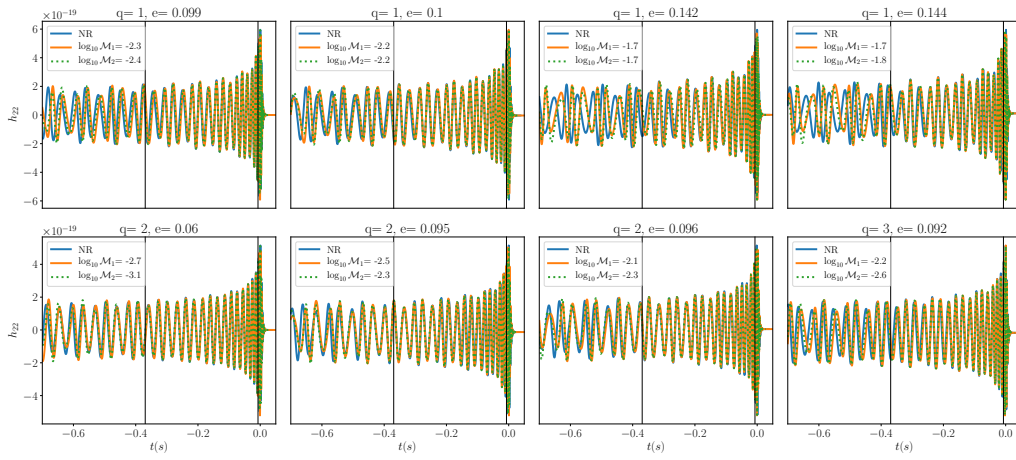 q= 1, e= 0.099
q= 1, e= 0.1
q= 1, e= 0.142
q= 1, e= 0.144
×10⁻¹⁹
6
4
2
0
−2
−4
−6
h₂₂
NR
log₁₀ ℳ₁= -2.3
log₁₀ ℳ₂= -2.4
NR
log₁₀ ℳ₁= -2.2
log₁₀ ℳ₂= -2.2
NR
log₁₀ ℳ₁= -1.7
log₁₀ ℳ₂= -1.7
NR
log₁₀ ℳ₁= -1.7
log₁₀ ℳ₂= -1.8
q= 2, e= 0.06
q= 2, e= 0.095
q= 2, e= 0.096
q= 3, e= 0.092
×10⁻¹⁹
4
2
0
−2
−4
h₂₂
NR
log₁₀ ℳ₁= -2.7
log₁₀ ℳ₂= -3.1
NR
log₁₀ ℳ₁= -2.5
log₁₀ ℳ₂= -2.3
NR
log₁₀ ℳ₁= -2.1
log₁₀ ℳ₂= -2.3
NR
log₁₀ ℳ₁= -2.2
log₁₀ ℳ₂= -2.6
−0.6 −0.4 −0.2 0.0
−0.6 −0.4 −0.2 0.0
−0.6 −0.4 −0.2 0.0
−0.6 −0.4 −0.2 0.0
t(s)
t(s)
t(s)
t(s)